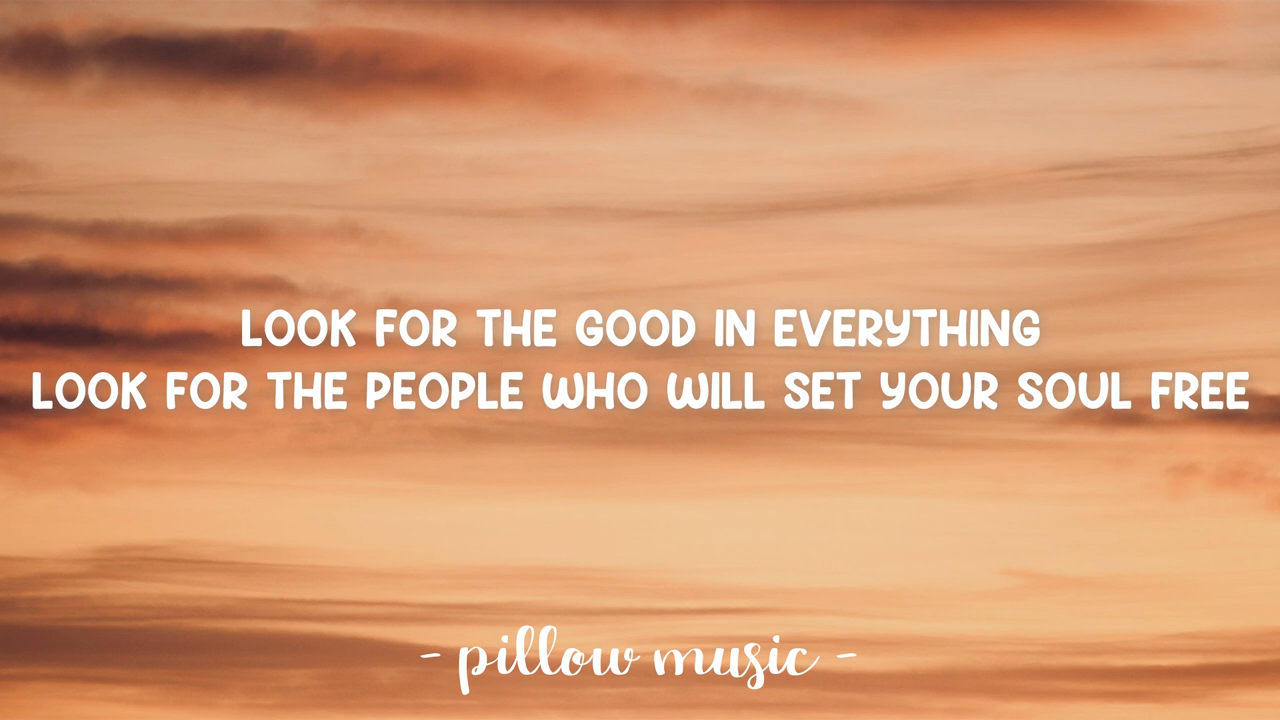 LOOK FOR THE GOOD IN EVERYTHING
LOOK FOR THE PEOPLE WHO WILL SET YOUR SOUL FREE
- pillow music -